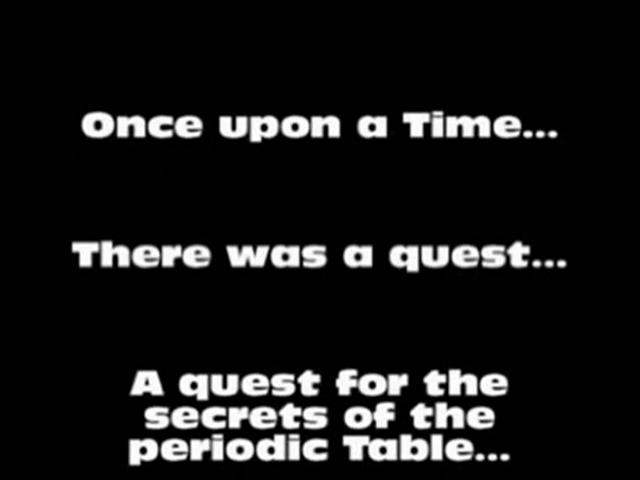 Once upon a Time...
There was a quest...
A quest for the
secrets of the
periodic Table...